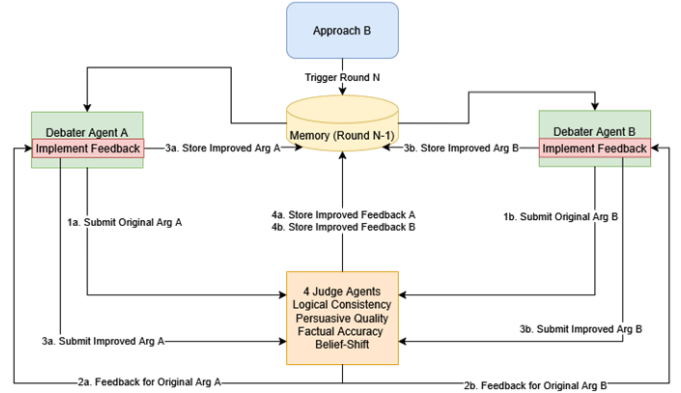 Approach B
Trigger Round N
Memory (Round N-1)
Debater Agent A
Implement Feedback
Debater Agent B
Implement Feedback
3a. Store Improved Arg A
3b. Store Improved Arg B
1a. Submit Original Arg A
4a. Store Improved Feedback A
4b. Store Improved Feedback B
1b. Submit Original Arg B
4 Judge Agents
Logical Consistency
Persuasive Quality
Factual Accuracy
Belief-Shift
3a. Submit Improved Arg A
3b. Submit Improved Arg B
2a. Feedback for Original Arg A
2b. Feedback for Original Arg B